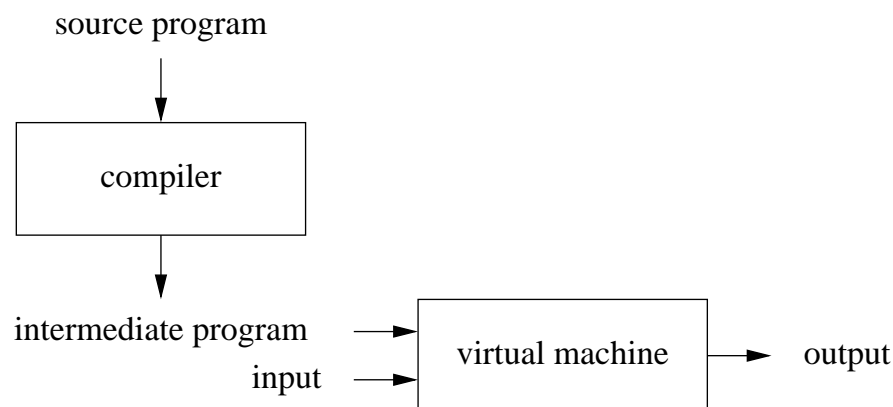 source program
compiler
intermediate program
input
virtual machine
output